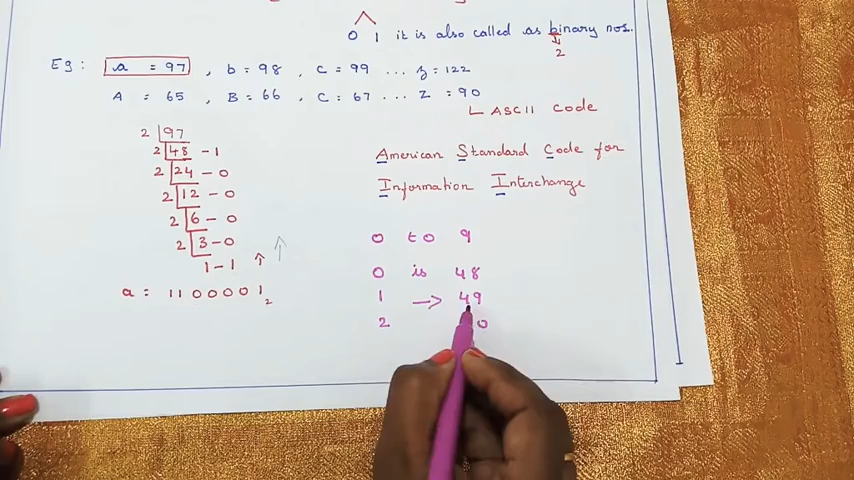 0 1 it is also called as binary nos.
2
Eg : a = 97 , b = 98 , c = 99 ... z = 122
A = 65 , B = 66 , C = 67 ... Z = 90
ASCII code
2 97
2 48 - 1
2 24 - 0
2 12 - 0
2 6 - 0
2 3 - 0
1 - 1
a = 1100001 2
American Standard Code for
Information Interchange
0 to 9
0 is 48
1 → 49
2 0